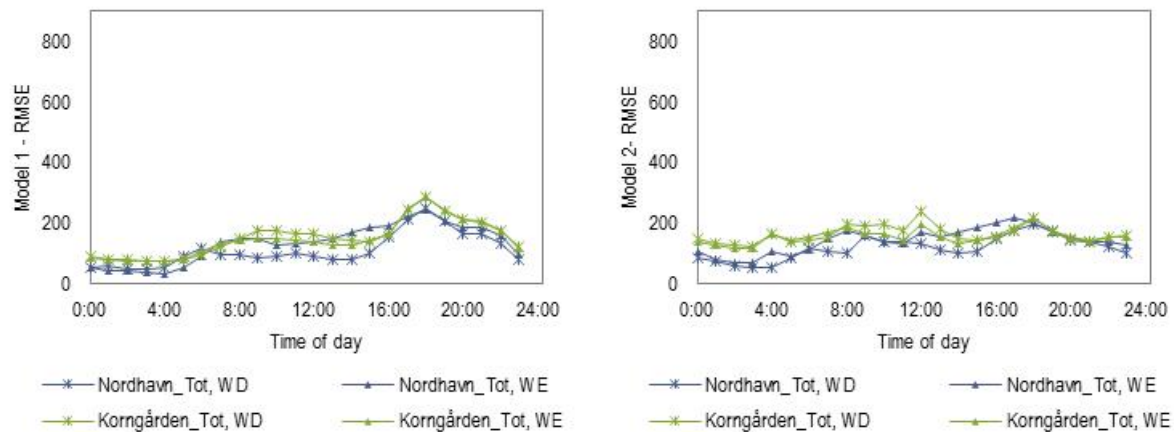 Model 1 - RMSE
800
600
400
200
0
0:00 4:00 8:00 12:00 16:00 20:00 24:00
Time of day
Nordhavn_Tot, WD Nordhavn_Tot, WE
Korngården_Tot, WD Korngården_Tot, WE
Model 2- RMSE
800
600
400
200
0
0:00 4:00 8:00 12:00 16:00 20:00 24:00
Time of day
Nordhavn_Tot, WD Nordhavn_Tot, WE
Korngården_Tot, WD Korngården_Tot, WE